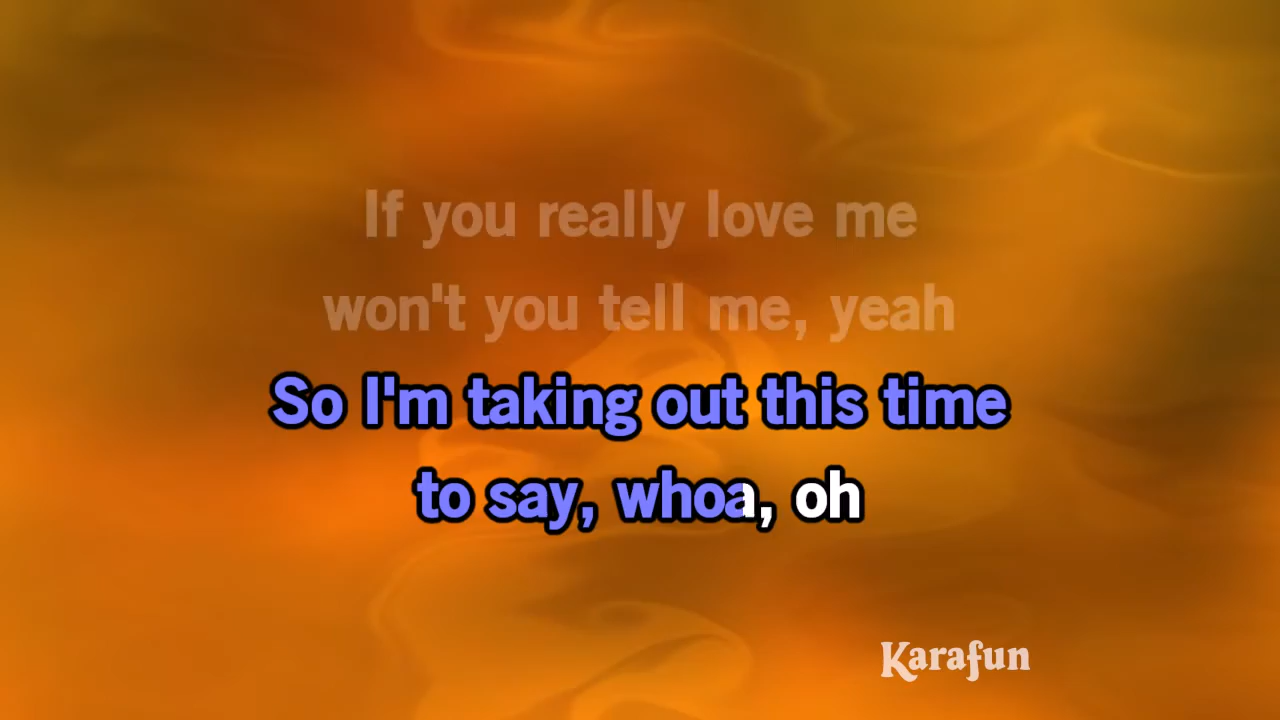 If you really love me
won't you tell me, yeah
So I'm taking out this time
to say, whoa, oh
Karafun